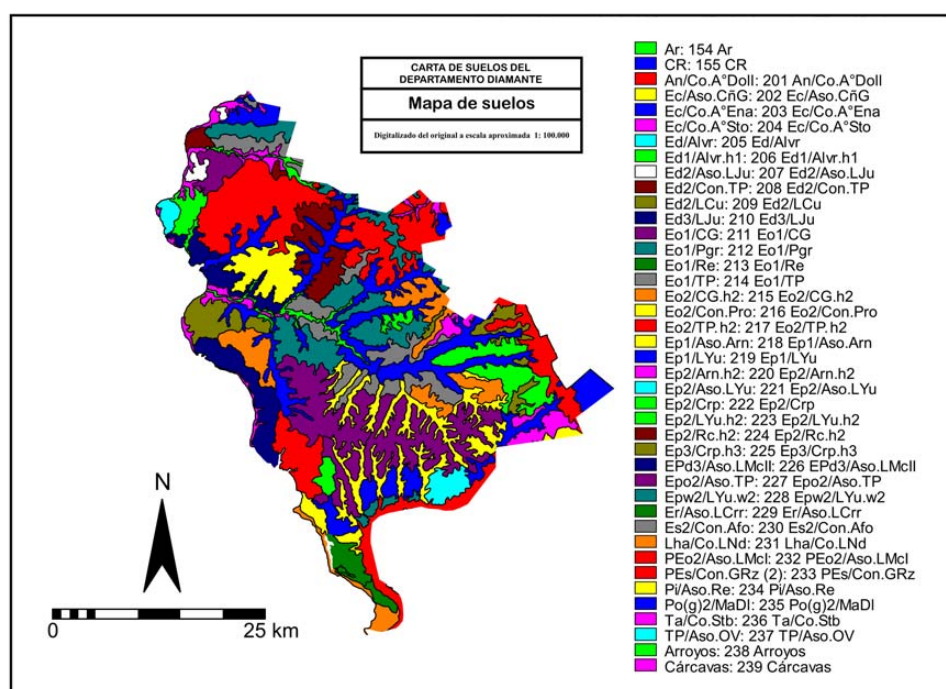 CARTA DE SUELOS DEL
DEPARTAMENTO DIAMANTE
Mapa de suelos
Digitalizado del original a escala aproximada 1: 100.000
Ar: 154 Ar
CR: 155 CR
An/Co.A°Doll: 201 An/Co.A°Doll
Ec/Aso.CñG: 202 Ec/Aso.CñG
Ec/Co.A°Ena: 203 Ec/Co.A°Ena
Ec/Co.A°Sto: 204 Ec/Co.A°Sto
Ed/Alvr: 205 Ed/Alvr
Ed1/Alvr.h1: 206 Ed1/Alvr.h1
Ed2/Aso.LJu: 207 Ed2/Aso.LJu
Ed2/Con.TP: 208 Ed2/Con.TP
Ed2/LCu: 209 Ed2/LCu
Ed3/LJu: 210 Ed3/LJu
Eo1/CG: 211 Eo1/CG
Eo1/Pgr: 212 Eo1/Pgr
Eo1/Re: 213 Eo1/Re
Eo1/TP: 214 Eo1/TP
Eo2/CG.h2: 215 Eo2/CG.h2
Eo2/Con.Pro: 216 Eo2/Con.Pro
Eo2/TP.h2: 217 Eo2/TP.h2
Ep1/Aso.Arn: 218 Ep1/Aso.Arn
Ep1/LYu: 219 Ep1/LYu
Ep2/Arn.h2: 220 Ep2/Arn.h2
Ep2/Aso.LYu: 221 Ep2/Aso.LYu
Ep2/Crp: 222 Ep2/Crp
Ep2/LYu.h2: 223 Ep2/LYu.h2
Ep2/Rc.h2: 224 Ep2/Rc.h2
Ep3/Crp.h3: 225 Ep3/Crp.h3
EPd3/Aso.LMcII: 226 EPd3/Aso.LMcII
Epo2/Aso.TP: 227 Epo2/Aso.TP
Epw2/LYu.w2: 228 Epw2/LYu.w2
Er/Aso.LCrr: 229 Er/Aso.LCrr
Es2/Con.Afo: 230 Es2/Con.Afo
Lha/Co.LNd: 231 Lha/Co.LNd
PEo2/Aso.LMcI: 232 PEo2/Aso.LMcI
PEs/Con.GRz (2): 233 PEs/Con.GRz
Pi/Aso.Re: 234 Pi/Aso.Re
Po(g)2/MaDI: 235 Po(g)2/MaDI
Ta/Co.Stb: 236 Ta/Co.Stb
TP/Aso.OV: 237 TP/Aso.OV
Arroyos: 238 Arroyos
Cárcavas: 239 Cárcavas
N
0 25 km